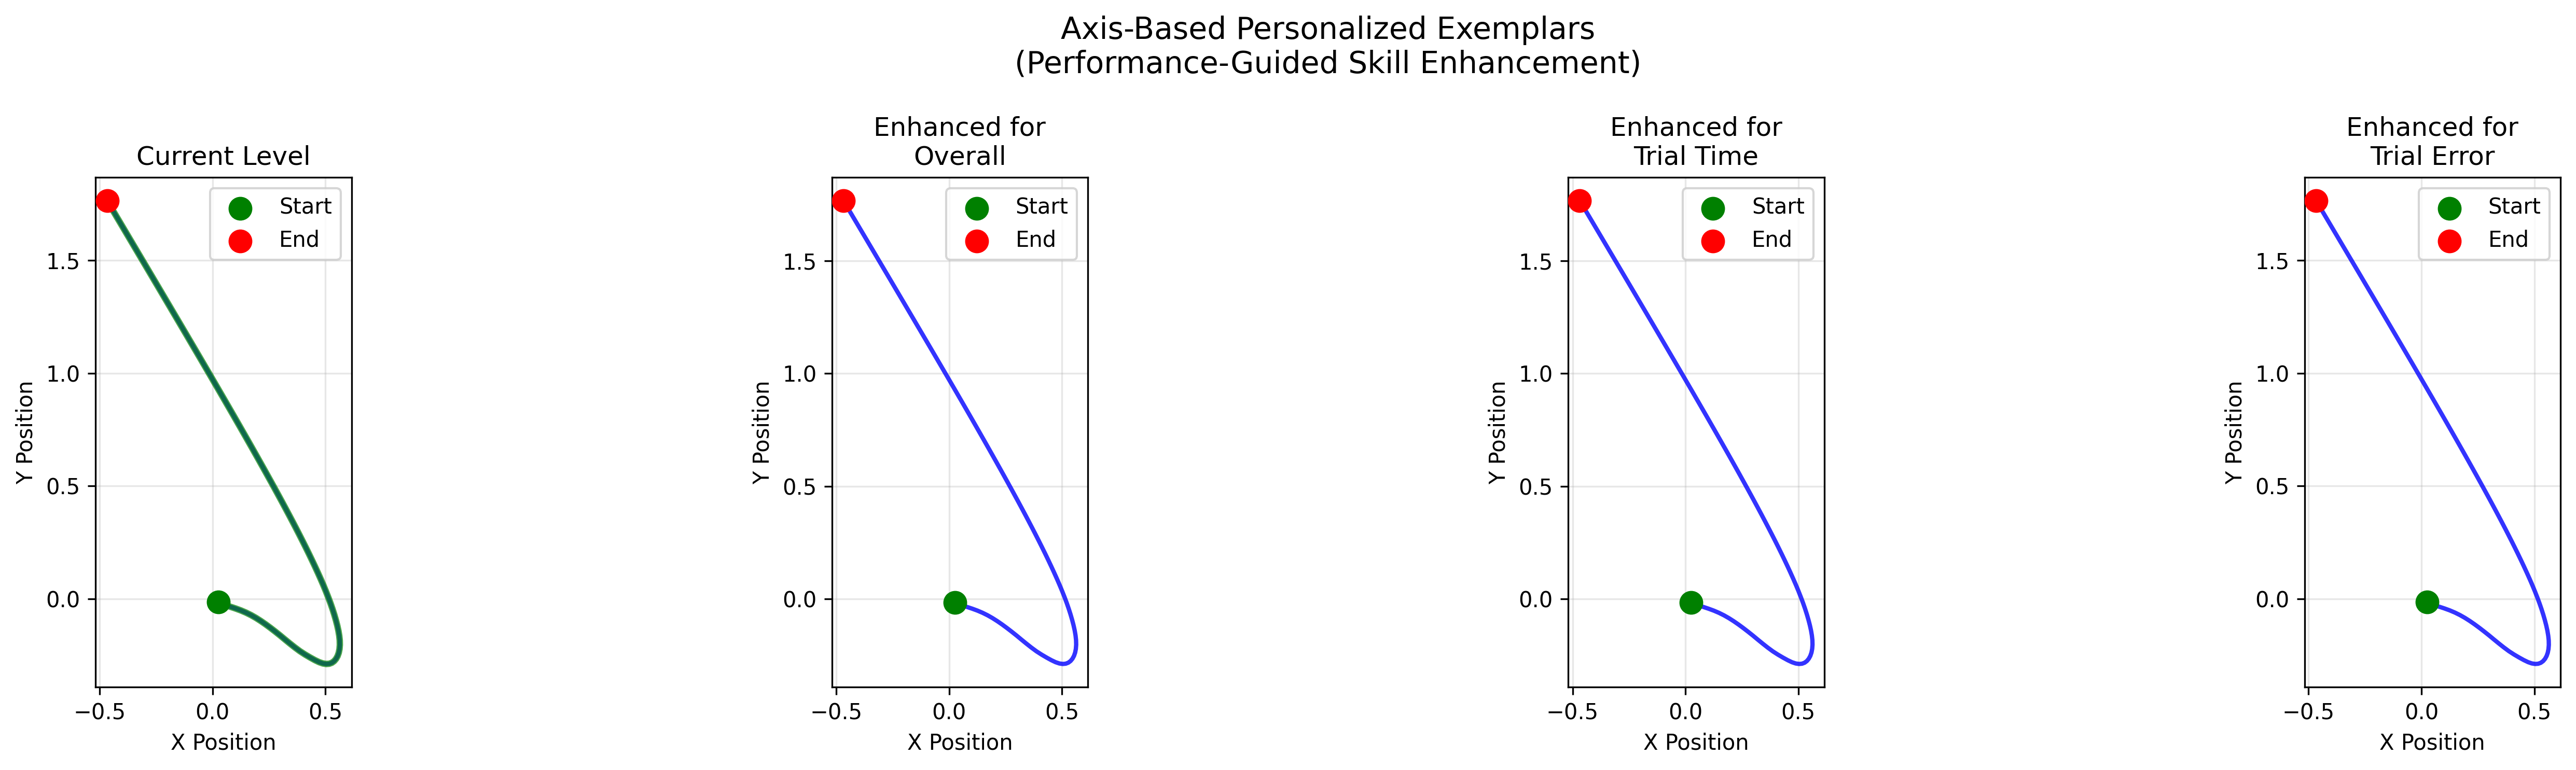 Axis-Based Personalized Exemplars
(Performance-Guided Skill Enhancement)
Current Level
Start
End
1.5
1.0
0.5
0.0
Y Position
−0.5 0.0 0.5
X Position
Enhanced for
Overall
Start
End
1.5
1.0
0.5
0.0
Y Position
−0.5 0.0 0.5
X Position
Enhanced for
Trial Time
Start
End
1.5
1.0
0.5
0.0
Y Position
−0.5 0.0 0.5
X Position
Enhanced for
Trial Error
Start
End
1.5
1.0
0.5
0.0
Y Position
−0.5 0.0 0.5
X Position